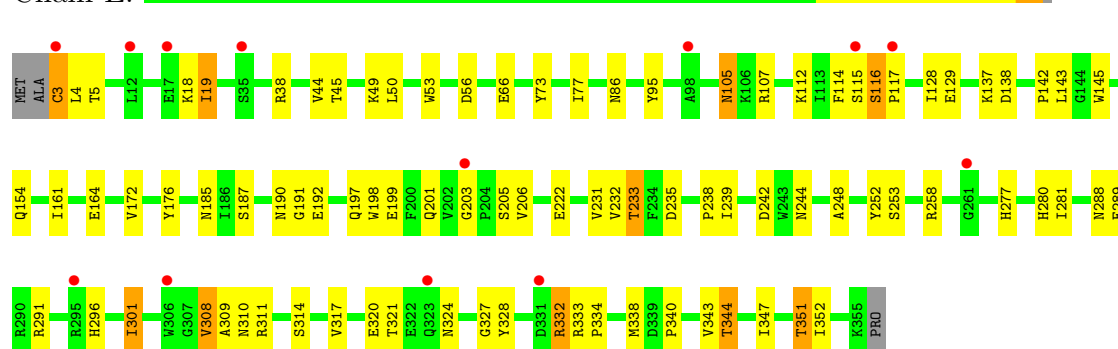 MET ALA C3 L4 T5 L12 E17 K18 I19 S35 R38 V44 T45 K49 L50 W53 D56 E66 Y73 I77 N86 Y95 A98 N105 K106 R107 K112 I113 F114 S115 S116 P117 I128 E129 K137 D138 P142 L143 G144 W145
Q154 I161 E164 V172 Y176 N185 I186 S187 N190 G191 E192 Q197 W198 E199 F200 Q201 V202 G203 P204 S205 V206 E222 V231 V232 T233 F234 D235 P238 I239 D242 W243 N244 A248 Y252 S253 R258 G261 H277 H280 I281 N288
R290 R291 R295 H296 I301 W306 G307 V308 A309 N310 R311 S314 V317 E320 T321 E322 Q323 N324 G327 Y328 D331 R332 R333 P334 M338 D339 P340 V343 T344 I347 T351 I352 K355 PRO